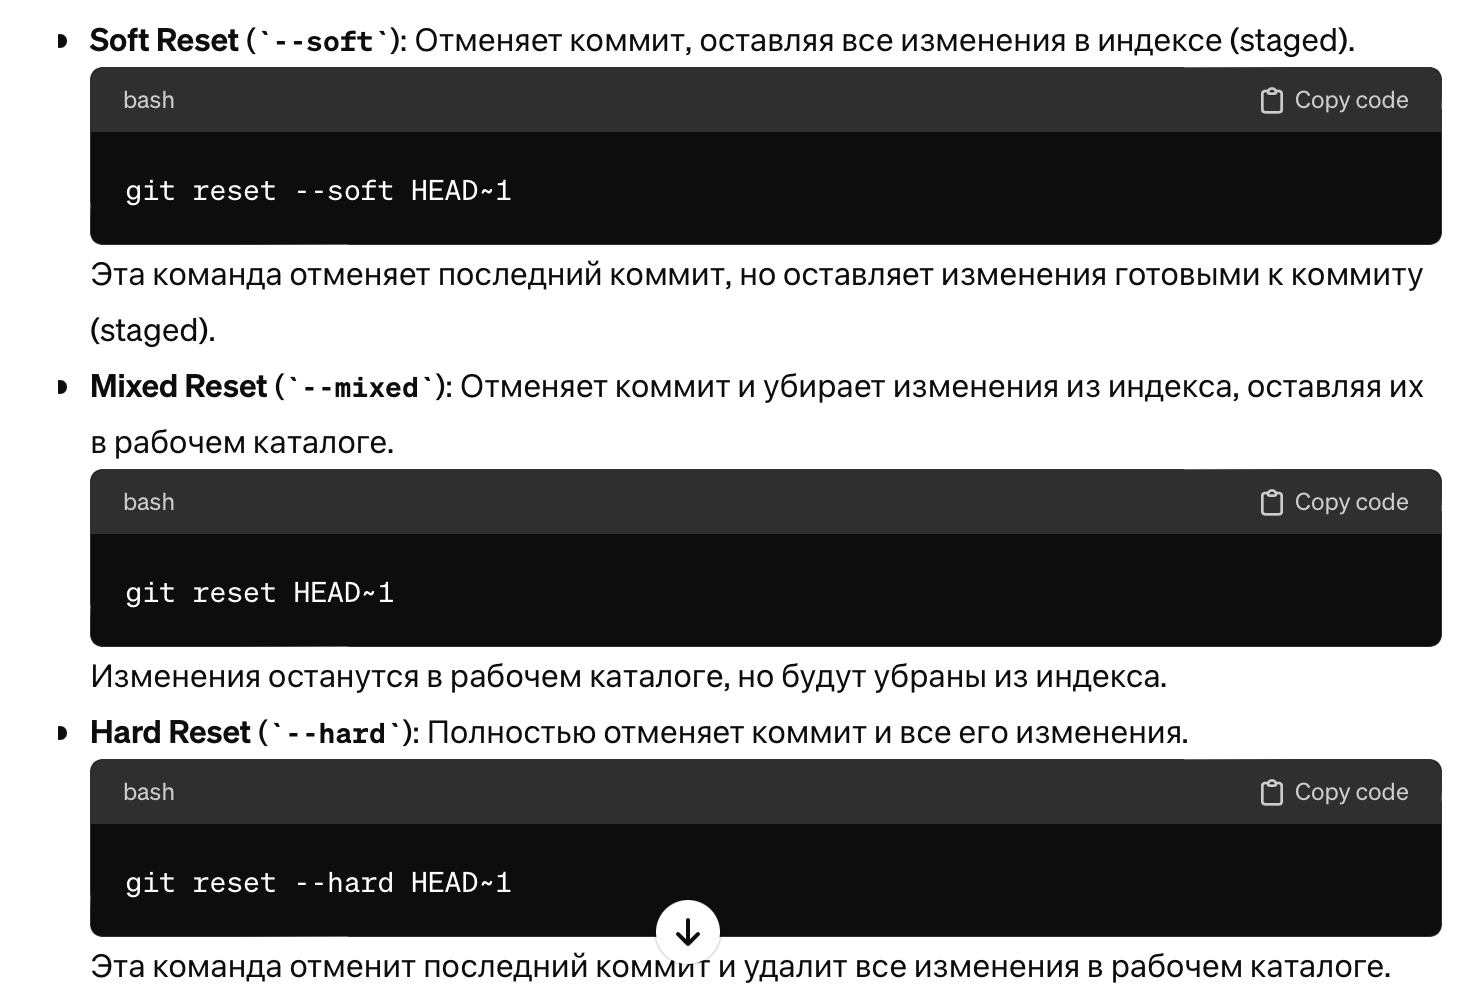 Soft Reset (`--soft`): Отменяет коммит, оставляя все изменения в индексе (staged).
bash Copy code
git reset --soft HEAD~1
Эта команда отменяет последний коммит, но оставляет изменения готовыми к коммиту
(staged).
Mixed Reset (`--mixed`): Отменяет коммит и убирает изменения из индекса, оставляя их
в рабочем каталоге.
bash Copy code
git reset HEAD~1
Изменения останутся в рабочем каталоге, но будут убраны из индекса.
Hard Reset (`--hard`): Полностью отменяет коммит и все его изменения.
bash Copy code
git reset --hard HEAD~1
Эта команда отменит последний коммит и удалит все изменения в рабочем каталоге.